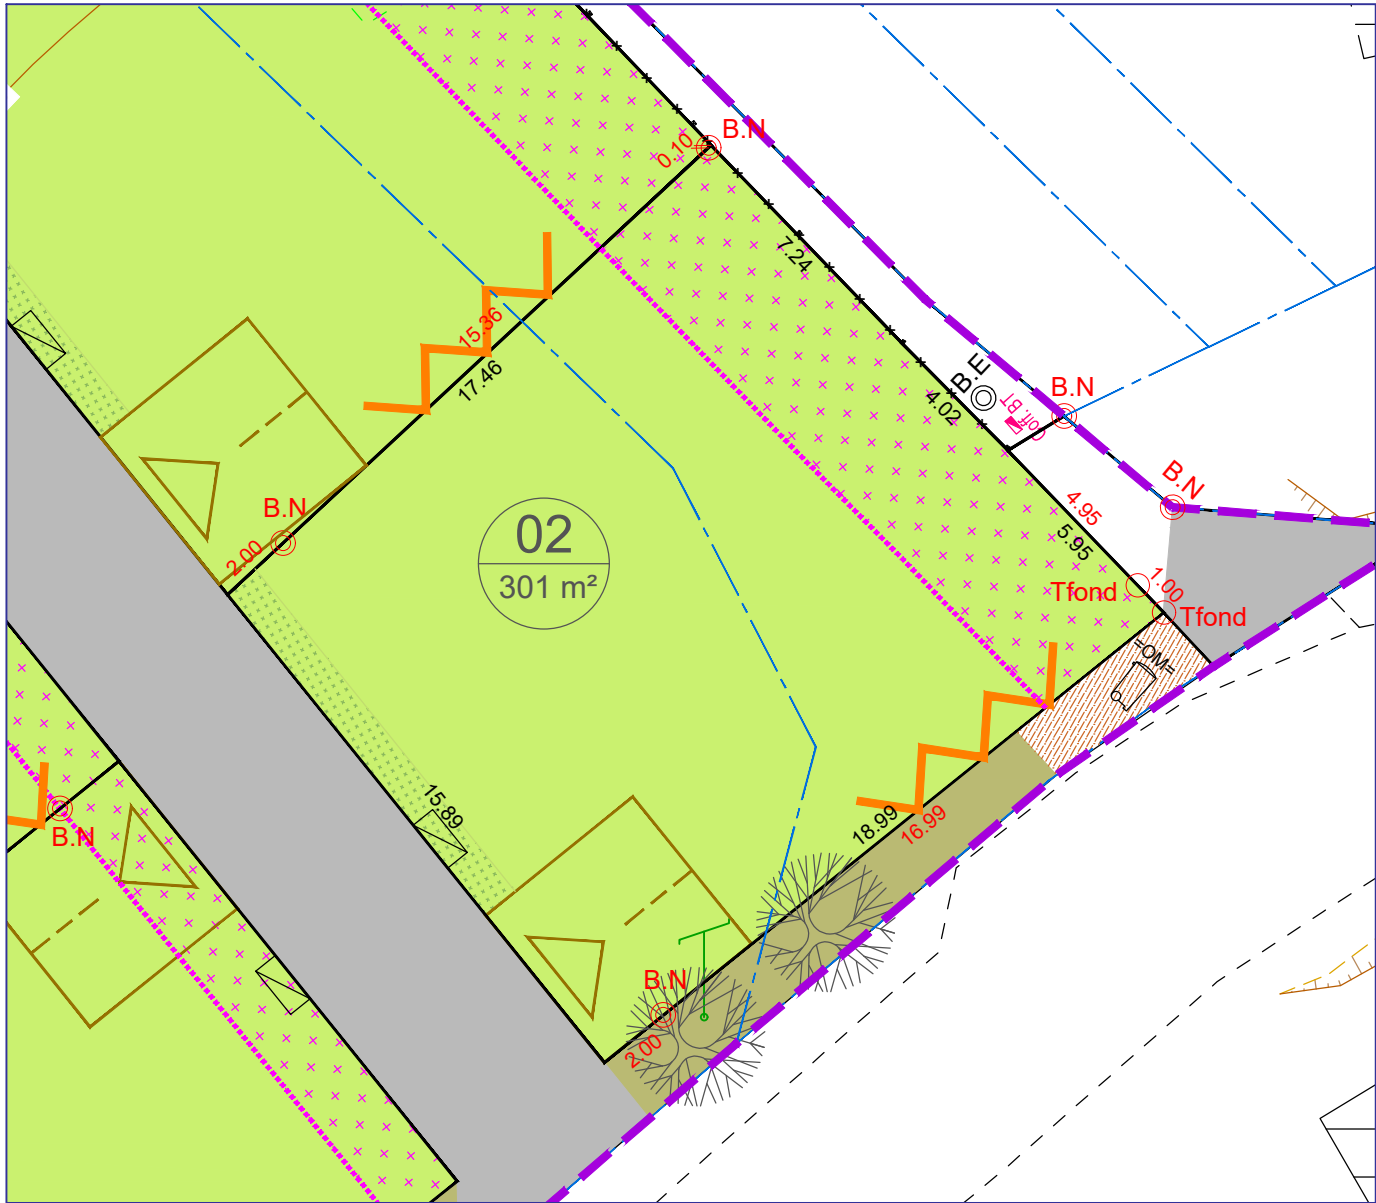 B.N
0.10
7.24
15.36
17.46
B.E
4.02
Coff. BT
B.N
B.N
4.95
5.95
B.N
2.00
02
301 m²
Tfond
1.00
Tfond
=OM=
15.89
B.N
18.99
16.99
B.N
2.00